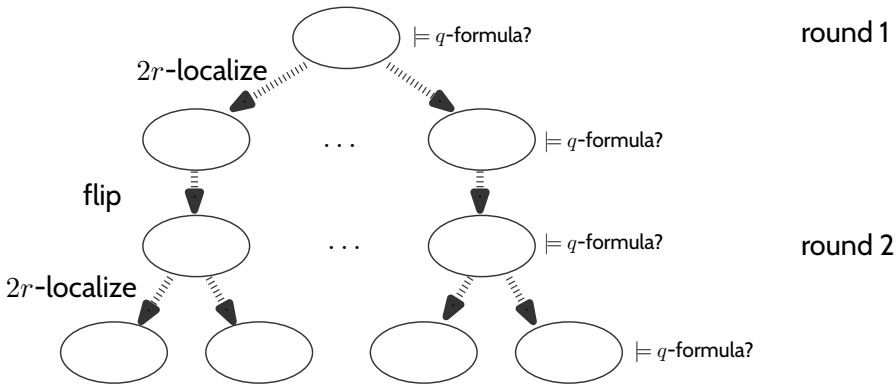 ⊨ q-formula? round 1
2r-localize
... ⊨ q-formula?
flip
... ⊨ q-formula? round 2
2r-localize
⊨ q-formula?